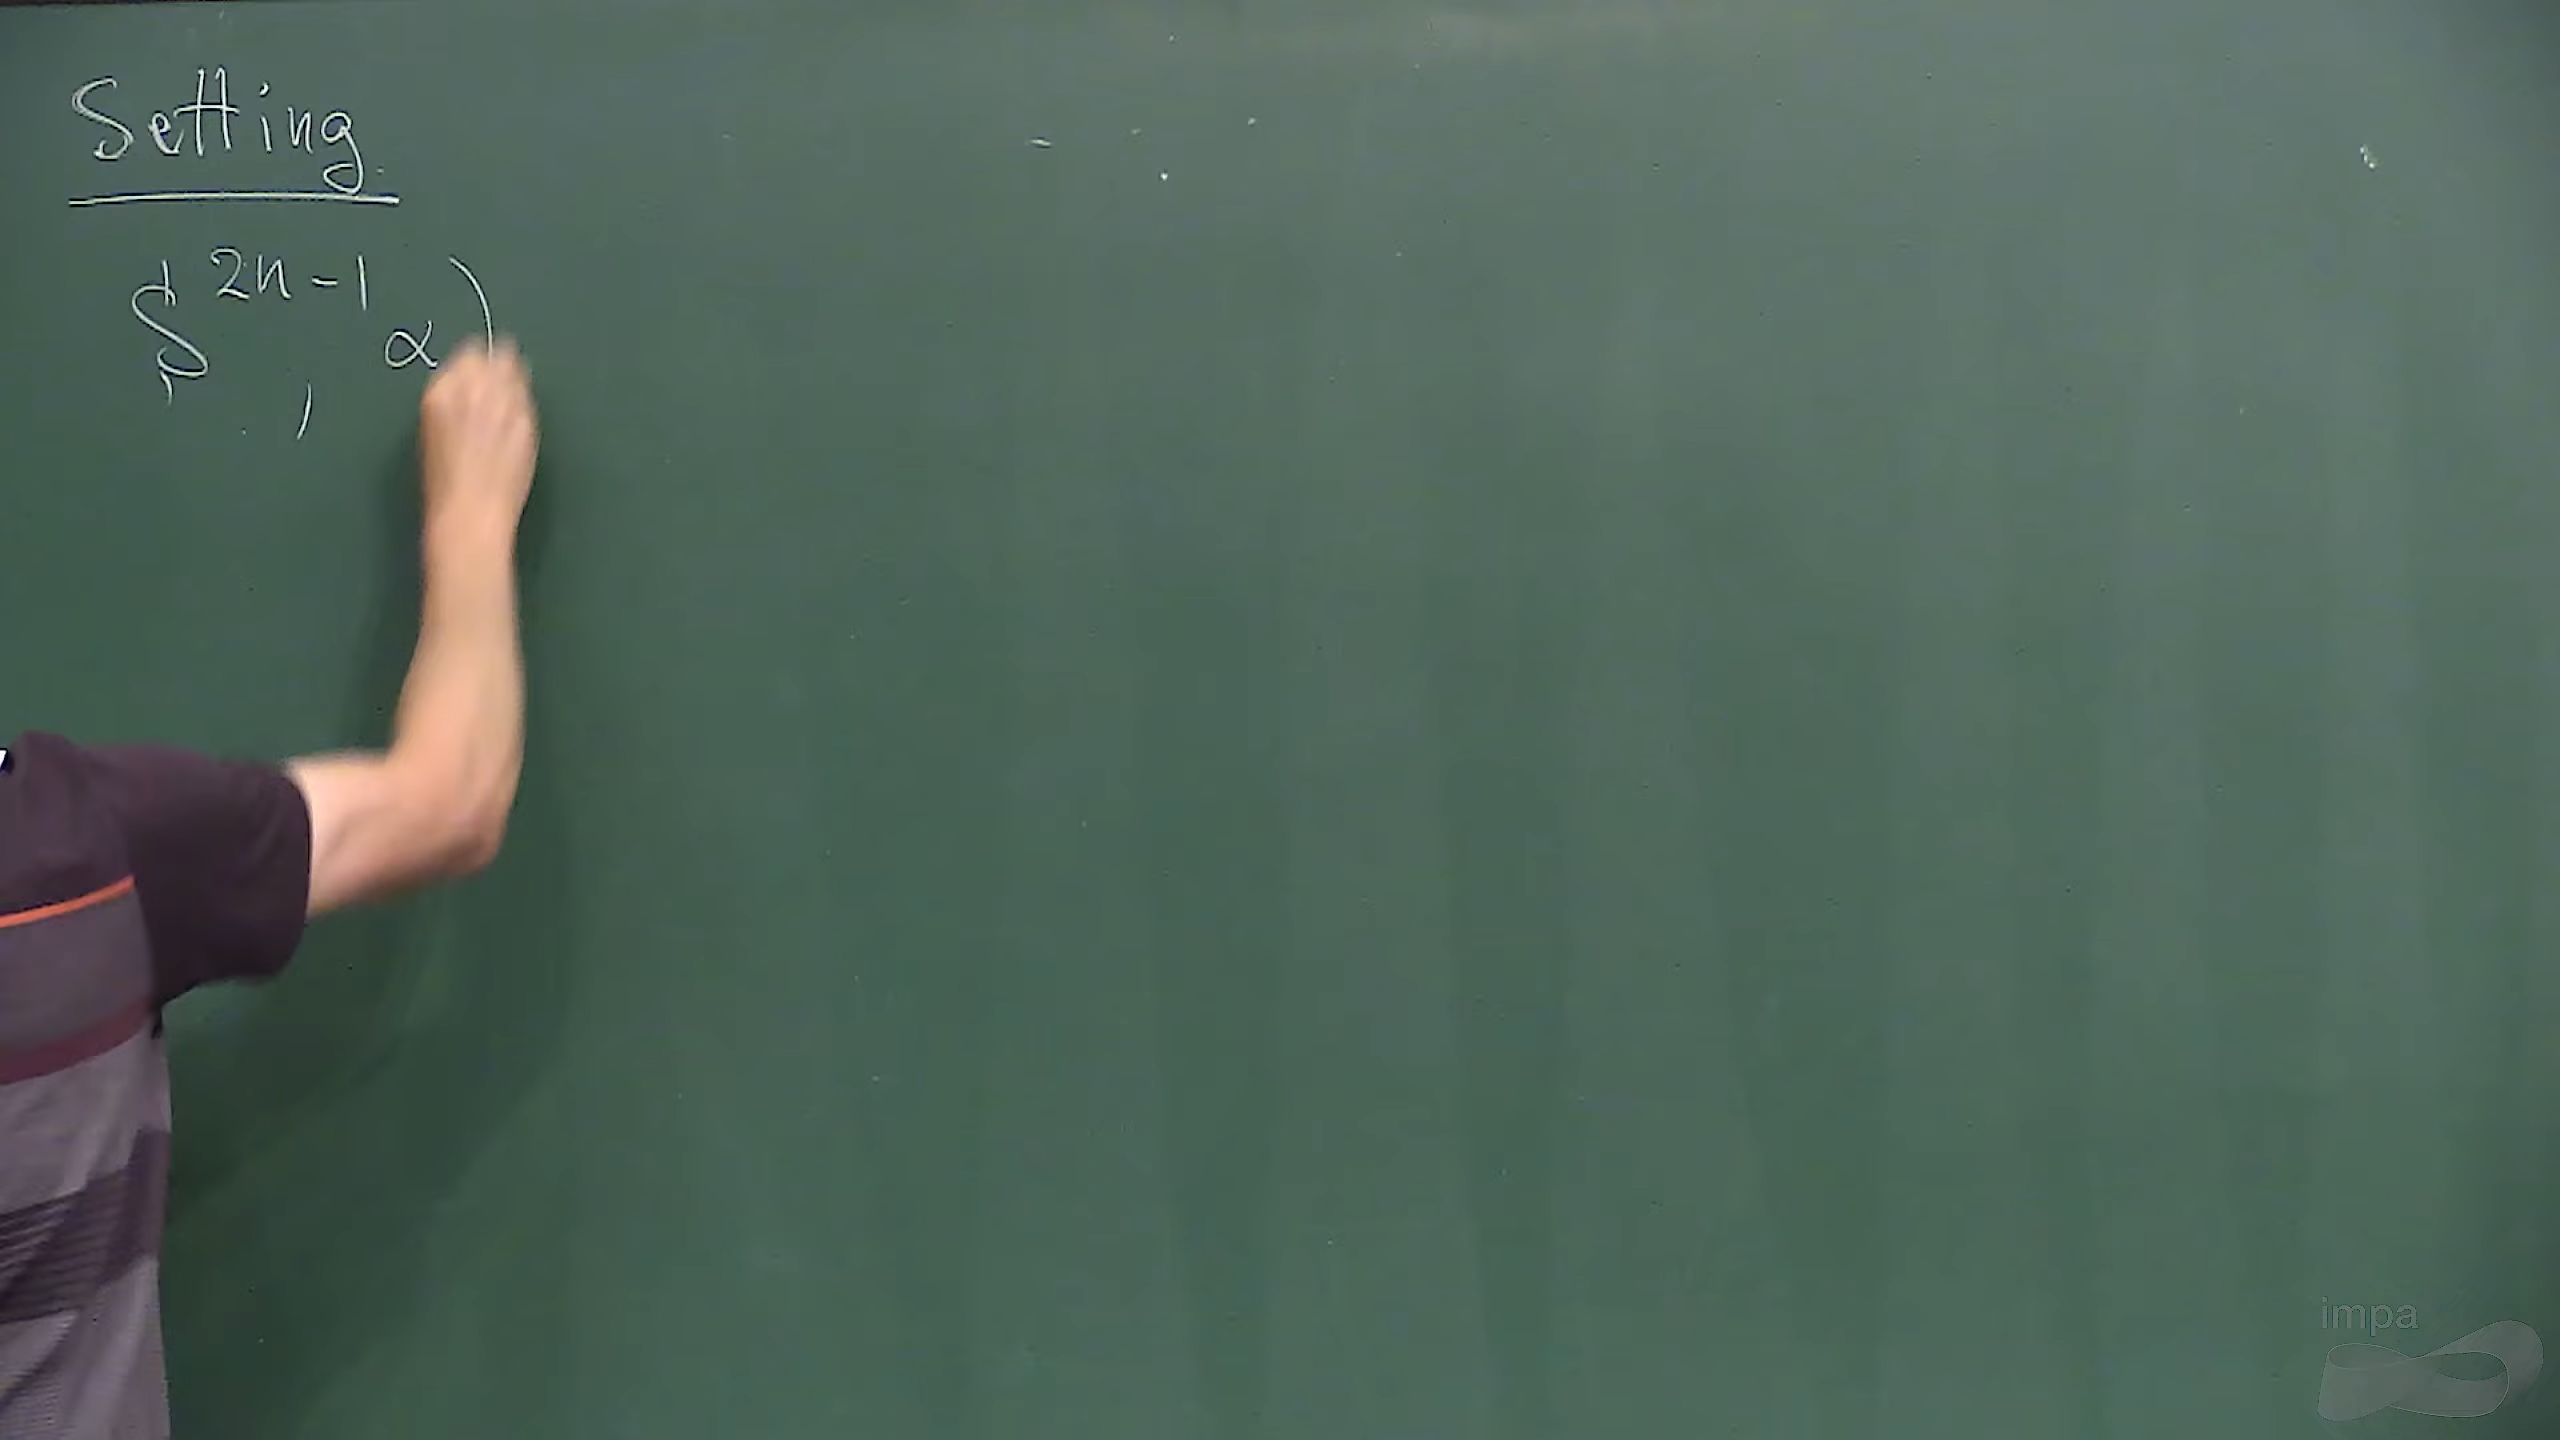 Setting.
S^{2n-1}, α)
impa